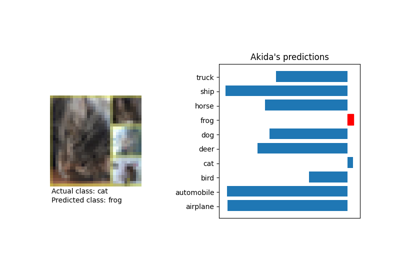 Akida's predictions
truck
ship
horse
frog
dog
deer
cat
bird
automobile
airplane
Actual class: cat
Predicted class: frog